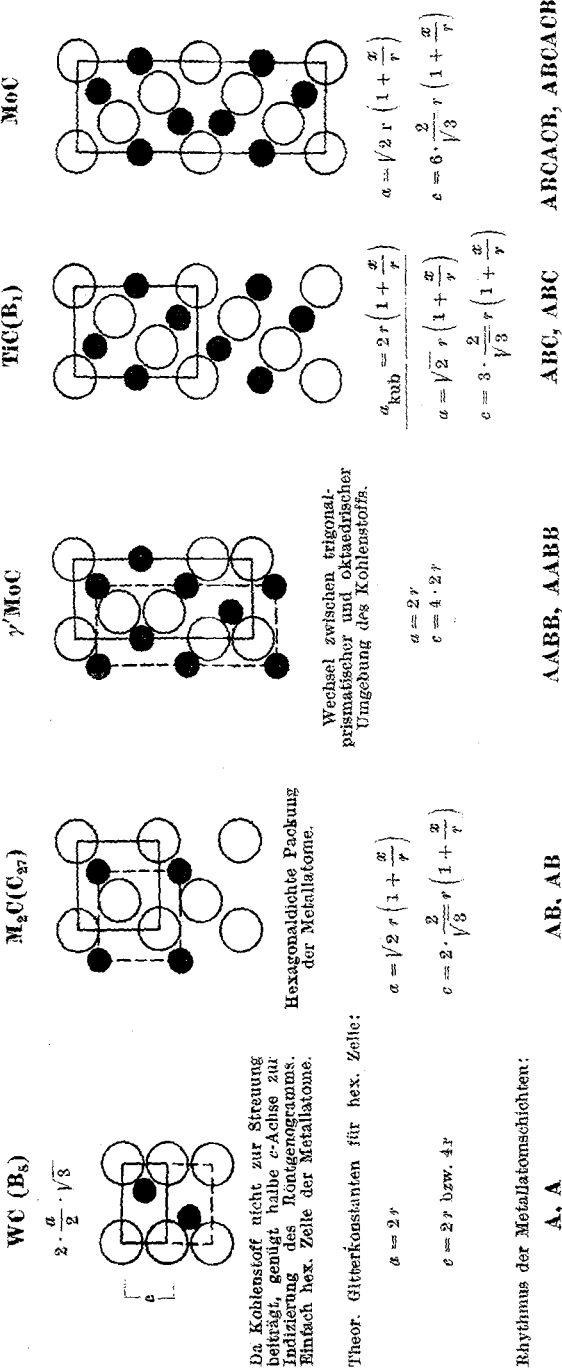 WC (B₈)
2 · a/2 · √3
c
Da Kohlenstoff nicht zur Streuung
beiträgt, genügt halbe c-Achse zur
Indizierung des Röntgenogramms.
Einfach hex. Zelle der Metallatome.
Theor. Gitterkonstanten für hex. Zelle:
a = 2r
c = 2r bzw. 4r
Rhythmus der Metallatomschichten:
A, A
M₂C(C₂₇)
Hexagonaldichte Packung
der Metallatome.
a = √2 r (1 + x/r)
c = 2 · 2/√3 r (1 + x/r)
AB, AB
γ′MoC
Wechsel zwischen trigonal-
prismatischer und oktaedrischer
Umgebung des Kohlenstoffs.
a = 2r
c = 4 · 2r
AABB, AABB
TiC(B₁)
a kub = 2r (1 + x/r)
a = √2 r (1 + x/r)
c = 3 · 2/√3 r (1 + x/r)
ABC, ABC
MoC
a = √2 r (1 + x/r)
c = 6 · 2/√3 r (1 + x/r)
ABCACB, ABCACB